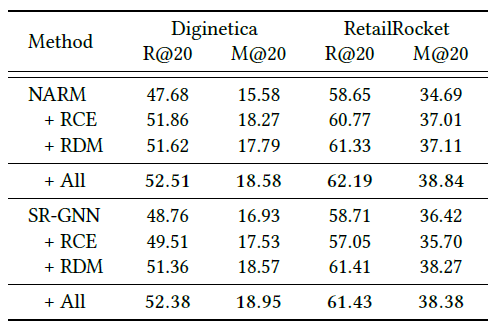 Method Diginetica RetailRocket
R@20 M@20 R@20 M@20
NARM 47.68 15.58 58.65 34.69
+ RCE 51.86 18.27 60.77 37.01
+ RDM 51.62 17.79 61.33 37.11
+ All 52.51 18.58 62.19 38.84
SR-GNN 48.76 16.93 58.71 36.42
+ RCE 49.51 17.53 57.05 35.70
+ RDM 51.36 18.57 61.41 38.27
+ All 52.38 18.95 61.43 38.38